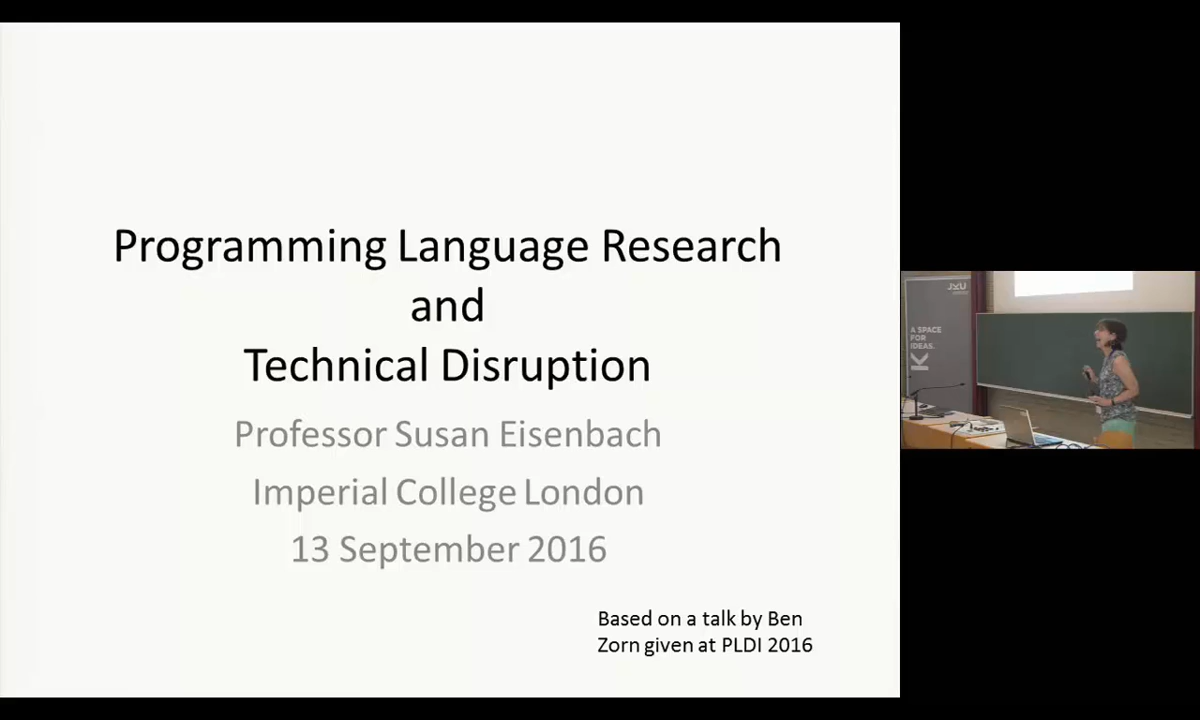 Programming Language Research
and
Technical Disruption
Professor Susan Eisenbach
Imperial College London
13 September 2016
Based on a talk by Ben
Zorn given at PLDI 2016
JKU
A SPACE
FOR
IDEAS.